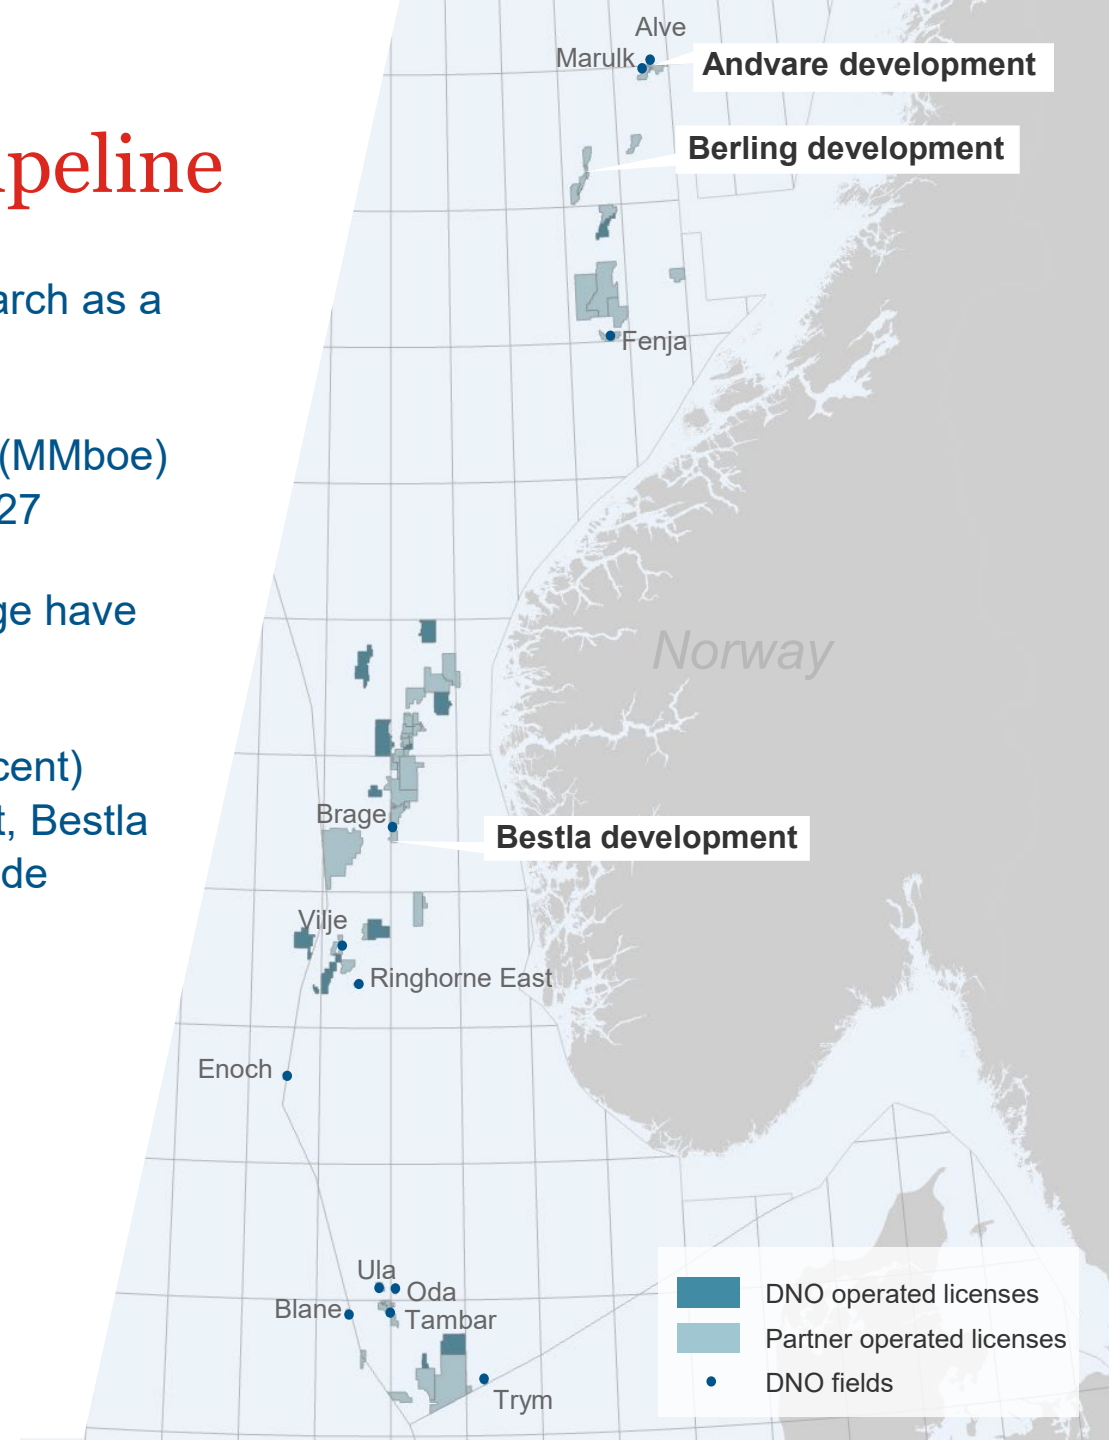 peline
arch as a
(MMboe)
27
ge have
cent)
t, Bestla
de
Alve
Marulk
Andvare development
Berling development
Fenja
Norway
Brage
Bestla development
Vilje
Ringhorne East
Enoch
Ula
Oda
Blane
Tambar
Trym
DNO operated licenses
Partner operated licenses
DNO fields